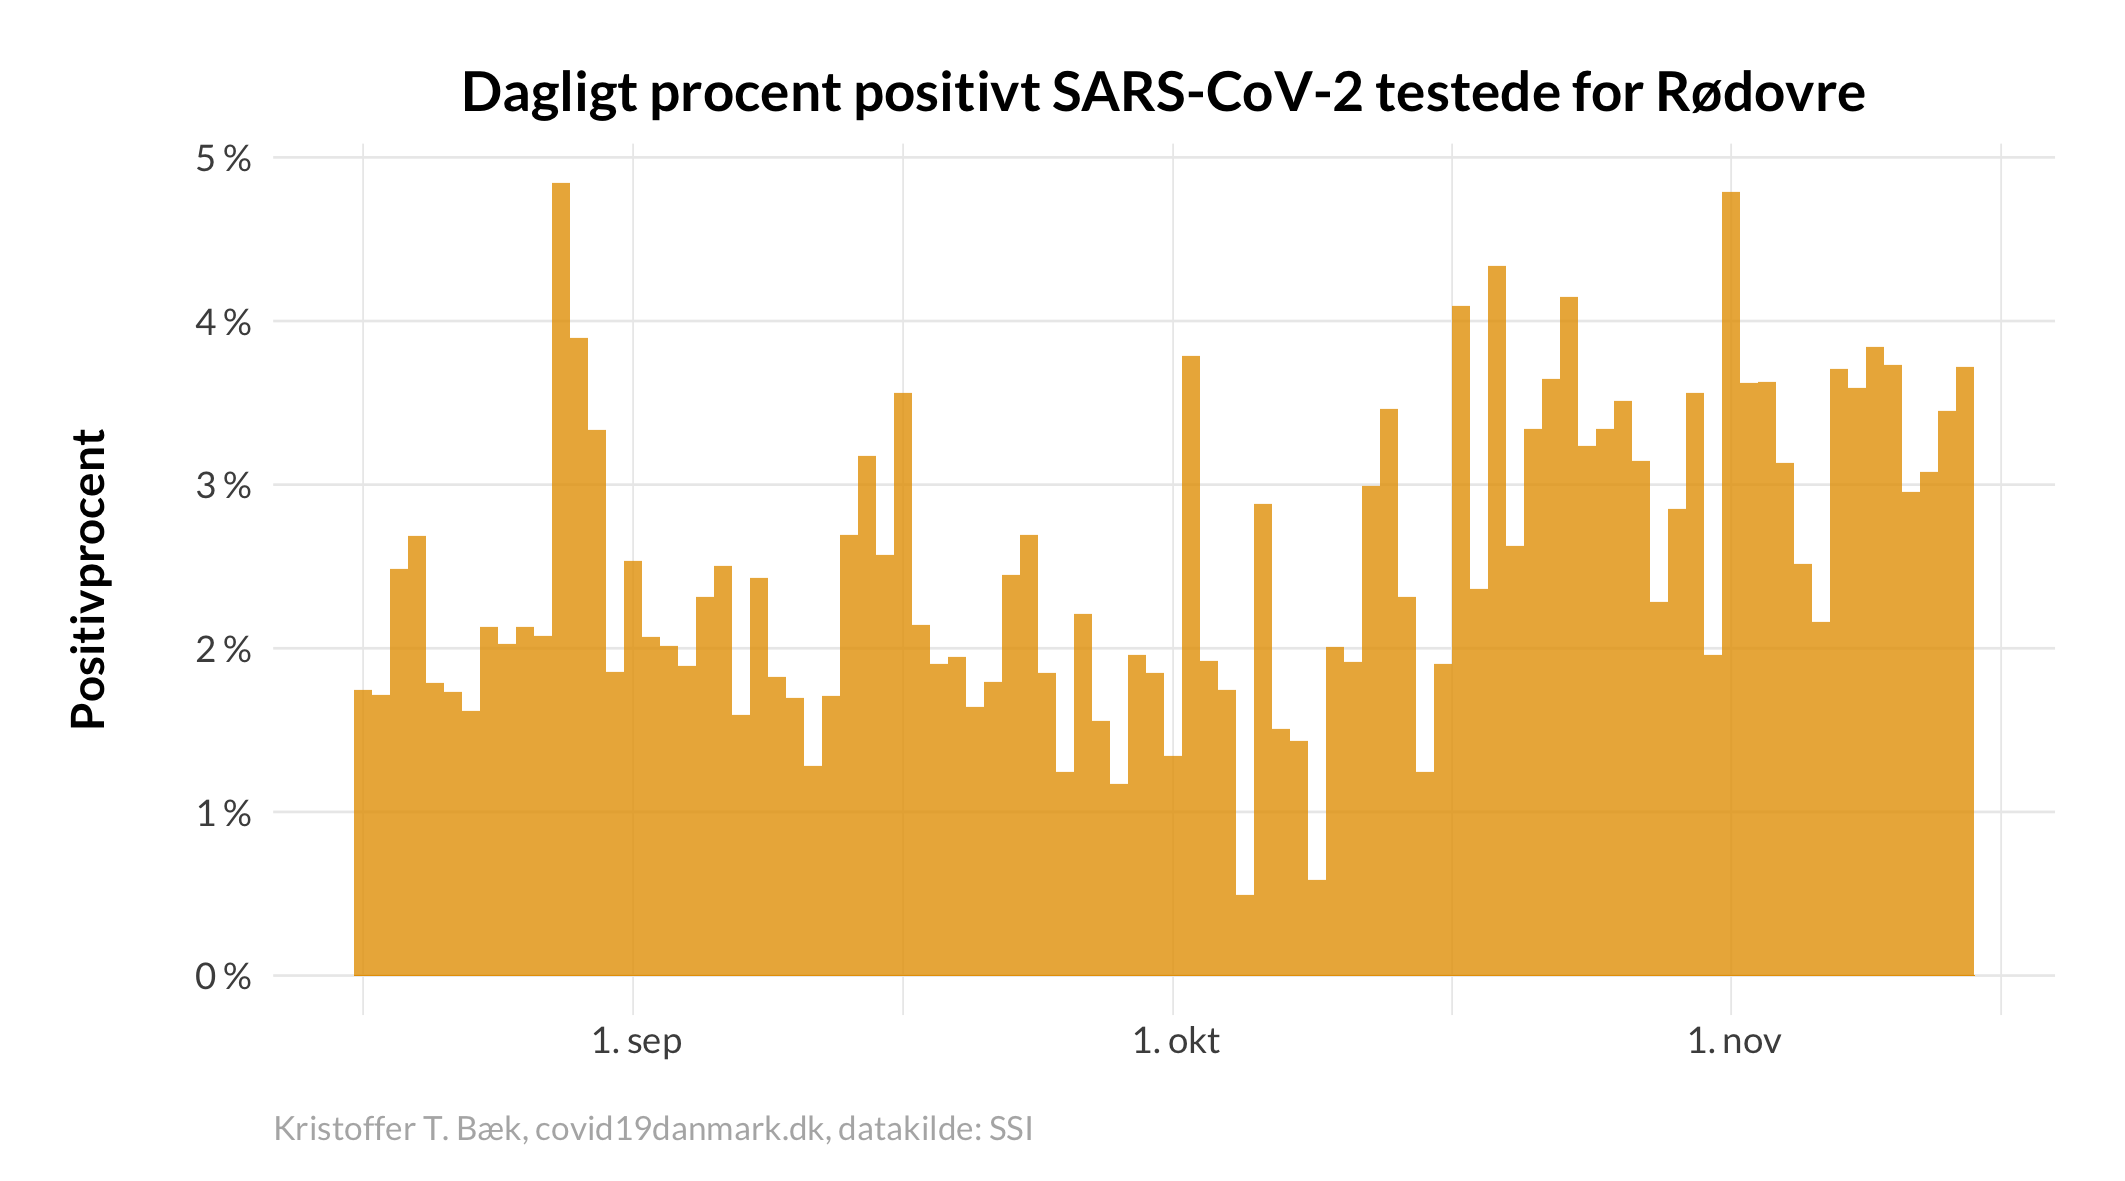 Dagligt procent positivt SARS-CoV-2 testede for Rødovre
Positivprocent
5 %
4 %
3 %
2 %
1 %
0 %
1. sep
1. okt
1. nov
Kristoffer T. Bæk, covid19danmark.dk, datakilde: SSI